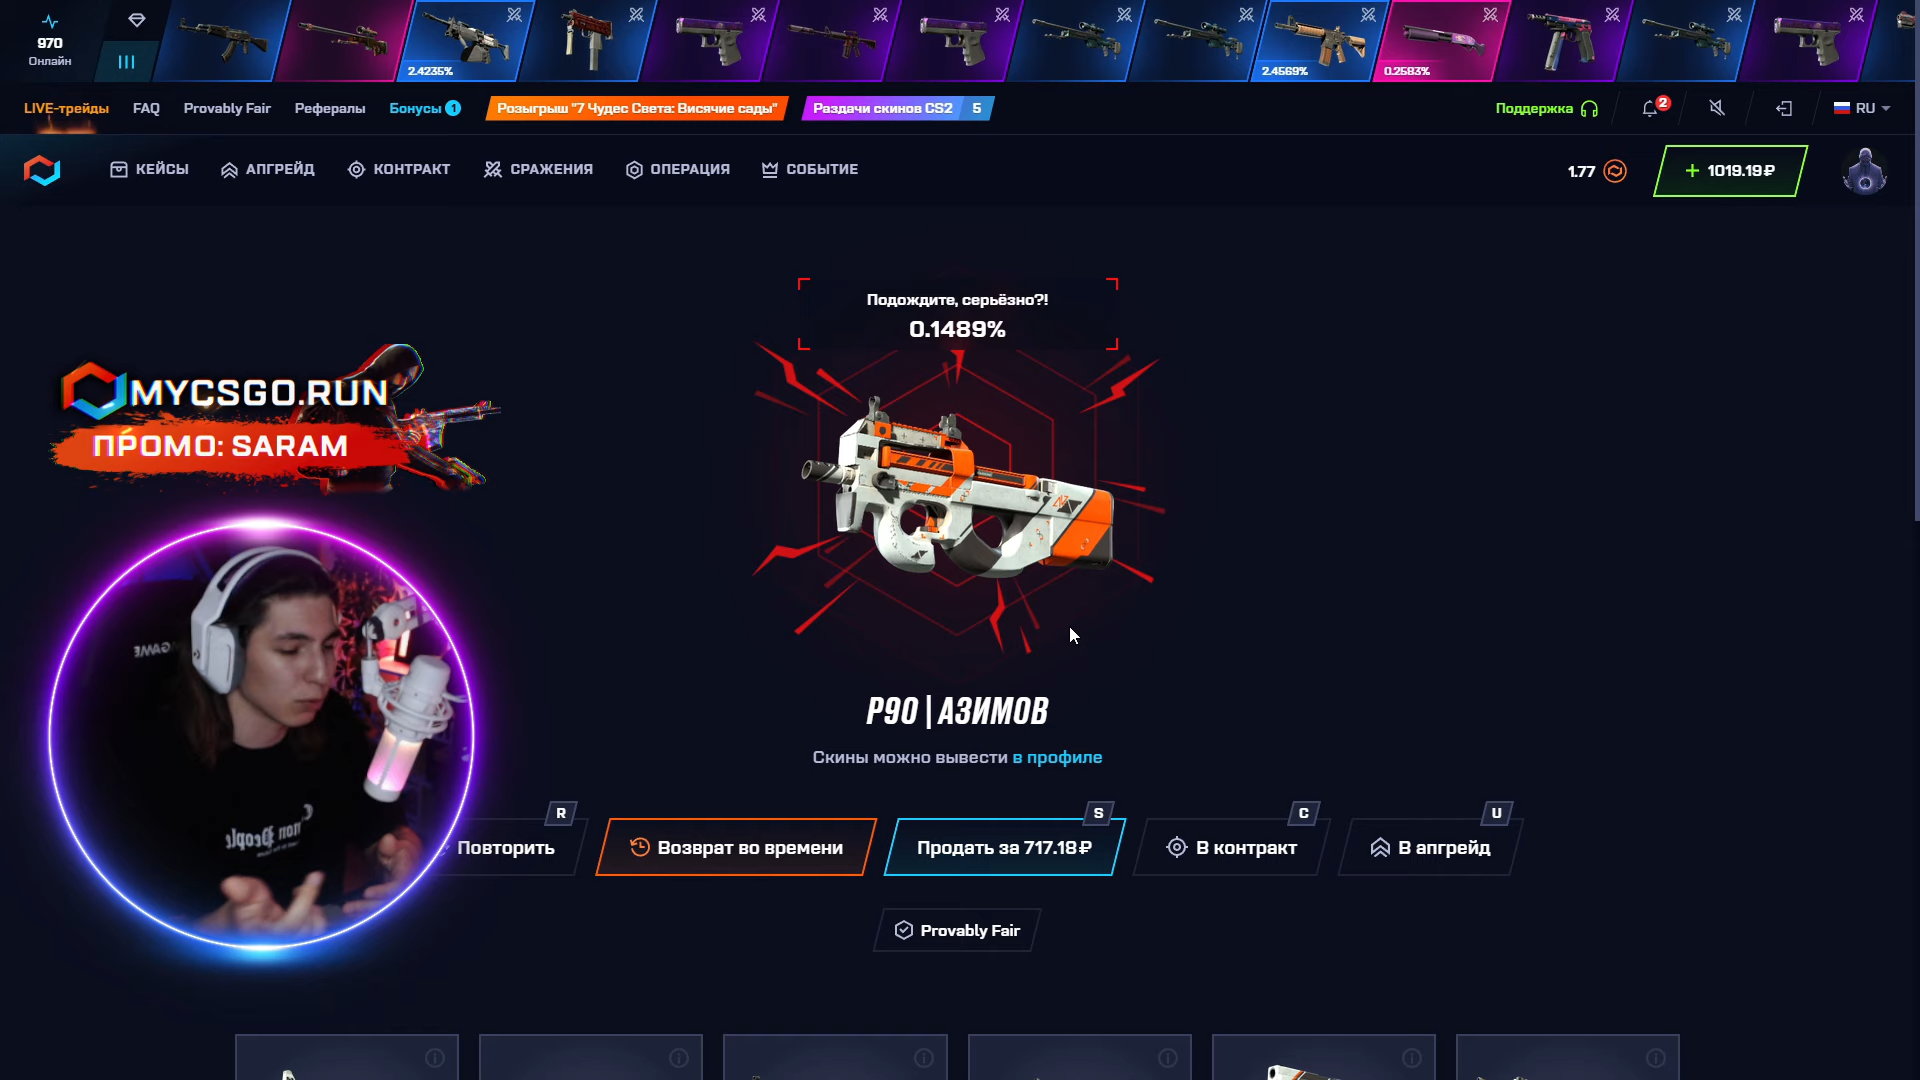 970
Онлайн
2.4235%
2.4569%
0.2583%
LIVE-трейды
FAQ
Provably Fair
Рефералы
Бонусы 1
Розыгрыш "7 Чудес Света: Висячие сады"
Раздачи скинов CS2 5
Поддержка
2
RU
КЕЙСЫ
АПГРЕЙД
КОНТРАКТ
СРАЖЕНИЯ
ОПЕРАЦИЯ
СОБЫТИЕ
1.77
+ 1019.19₽
Подождите, серьёзно?!
0.1489%
MYCSGO.RUN
ПРОМО: SARAM
P90 | АЗИМОВ
Скины можно вывести в профиле
R
Повторить
Возврат во времени
S
Продать за 717.18₽
C
В контракт
U
В апгрейд
Provably Fair